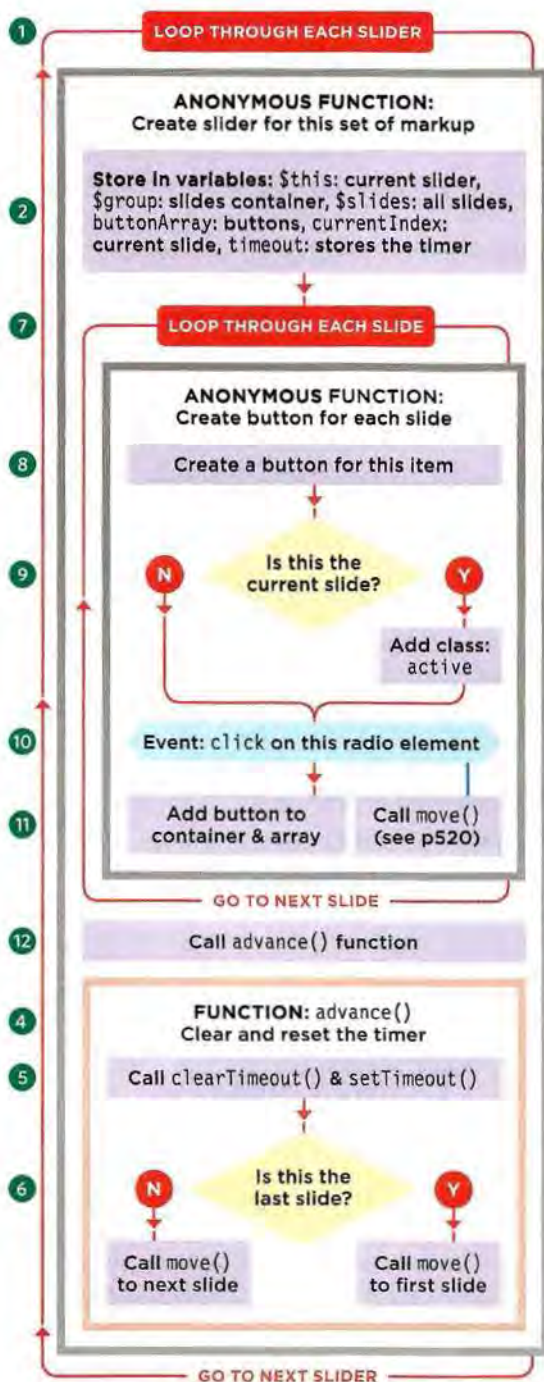 1
LOOP THROUGH EACH SLIDER
ANONYMOUS FUNCTION:
Create slider for this set of markup
2
Store in variables: $this: current slider,
$group: slides container, $slides: all slides,
buttonArray: buttons, currentIndex:
current slide, timeout: stores the timer
7
LOOP THROUGH EACH SLIDE
ANONYMOUS FUNCTION:
Create button for each slide
8
Create a button for this item
9
N
Is this the
current slide?
Y
Add class:
active
10
Event: click on this radio element
11
Add button to
container & array
Call move()
(see p520)
GO TO NEXT SLIDE
12
Call advance() function
4
FUNCTION: advance()
Clear and reset the timer
5
Call clearTimeout() & setTimeout()
6
N
Is this the
last slide?
Y
Call move()
to next slide
Call move()
to first slide
GO TO NEXT SLIDER